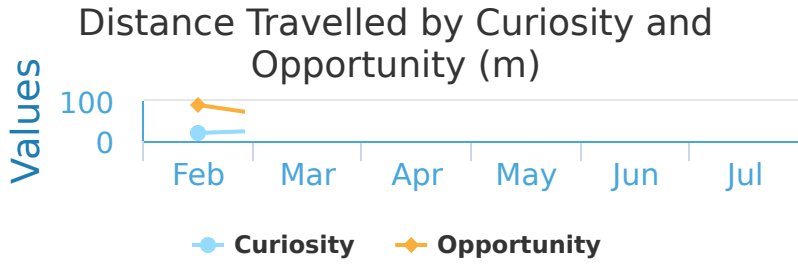 Distance Travelled by Curiosity and
Opportunity (m)
Values
100
0
Feb Mar Apr May Jun Jul
Curiosity Opportunity